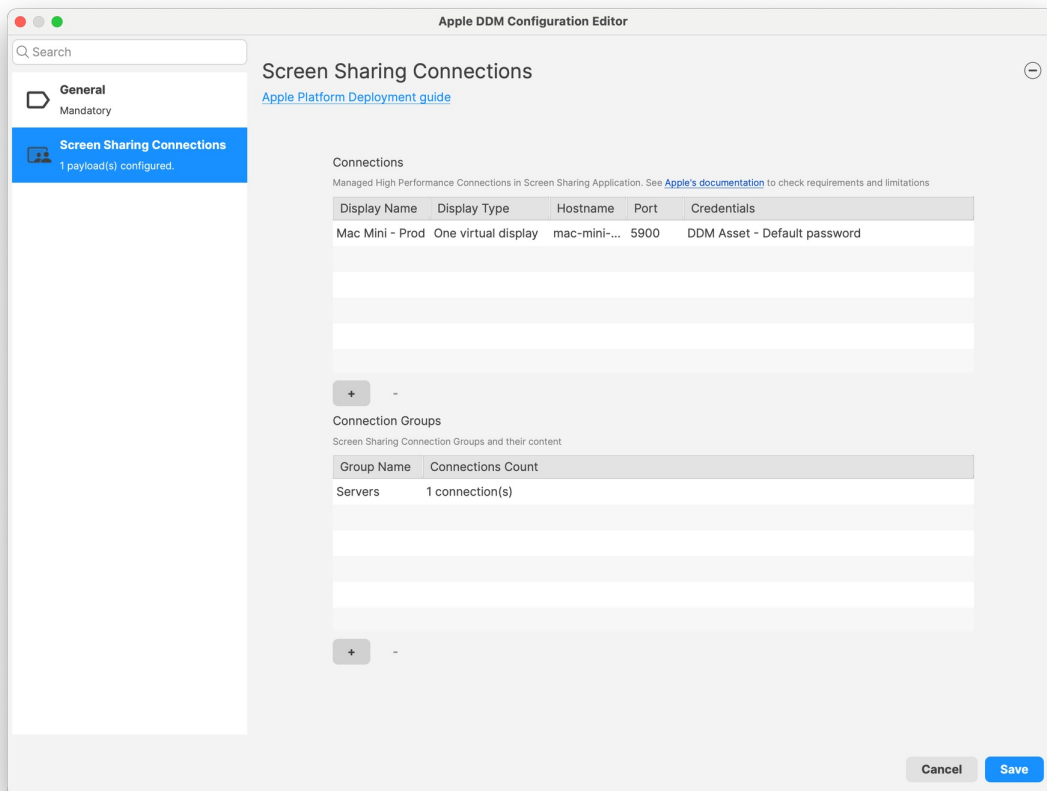 Apple DDM Configuration Editor
Search
General
Mandatory
Screen Sharing Connections
1 payload(s) configured.
Screen Sharing Connections
Apple Platform Deployment guide
Connections
Managed High Performance Connections in Screen Sharing Application. See Apple's documentation to check requirements and limitations
Display Name Display Type Hostname Port Credentials
Mac Mini - Prod One virtual display mac-mini-... 5900 DDM Asset - Default password
+ -
Connection Groups
Screen Sharing Connection Groups and their content
Group Name Connections Count
Servers 1 connection(s)
+ -
Cancel Save